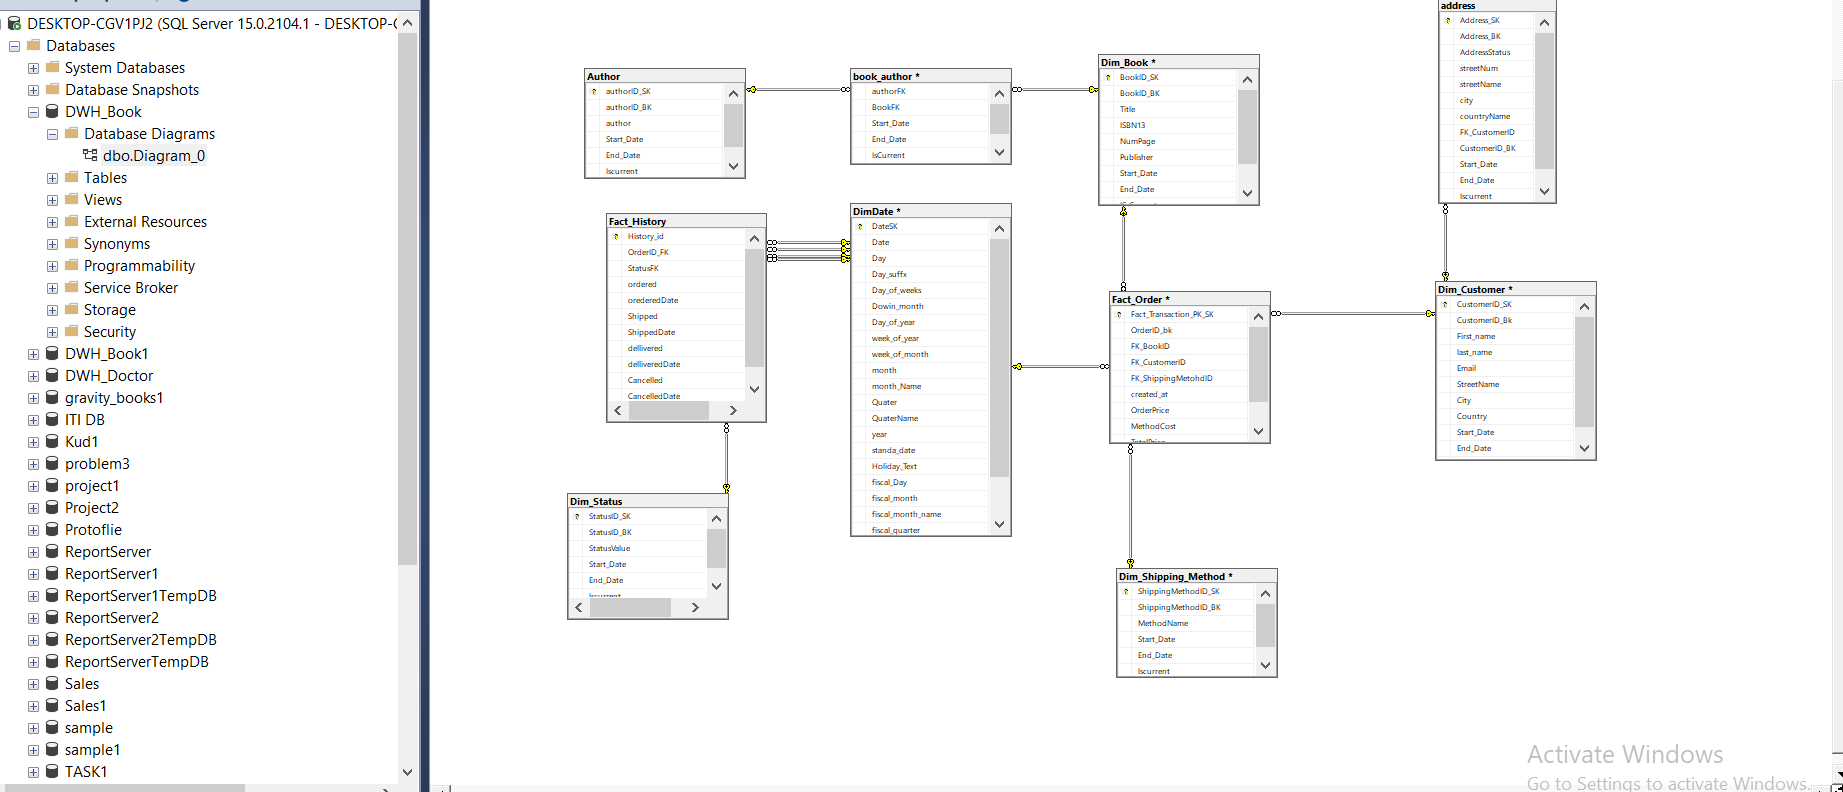 DESKTOP-CGV1PJ2 (SQL Server 15.0.2104.1 - DESKTOP-
Databases
System Databases
Database Snapshots
DWH_Book
Database Diagrams
dbo.Diagram_0
Tables
Views
External Resources
Synonyms
Programmability
Service Broker
Storage
Security
DWH_Book1
DWH_Doctor
gravity_books1
ITI DB
Kud1
problem3
project1
Project2
Protoflie
ReportServer
ReportServer1
ReportServer1TempDB
ReportServer2
ReportServer2TempDB
ReportServerTempDB
Sales
Sales1
sample
sample1
TASK1
Author
authorID_SK
authorID_BK
author
Start_Date
End_Date
Iscurrent
book_author *
authorFK
BookFK
Start_Date
End_Date
IsCurrent
Dim_Book *
BookID_SK
BookID_BK
Title
ISBN13
NumPage
Publisher
Start_Date
End_Date
address
Address_SK
Address_BK
AddressStatus
streetNum
streetName
city
countryName
FK_CustomerID
CustomerID_BK
Start_Date
End_Date
Iscurrent
Fact_History
History_id
OrderID_FK
StatusFK
ordered
orederedDate
Shipped
ShippedDate
dellivered
delliveredDate
Cancelled
CancelledDate
DimDate *
DateSK
Date
Day
Day_suffx
Day_of_weeks
Dowin_month
Day_of_year
week_of_year
week_of_month
month
month_Name
Quater
QuaterName
year
standa_date
Holiday_Text
fiscal_Day
fiscal_month
fiscal_month_name
fiscal_quarter
Fact_Order *
Fact_Transaction_PK_SK
OrderID_bk
FK_BookID
FK_CustomerID
FK_ShippingMetohdID
created_at
OrderPrice
MethodCost
TotalPrice
Dim_Customer *
CustomerID_SK
CustomerID_Bk
First_name
last_name
Email
StreetName
City
Country
Start_Date
End_Date
Dim_Status
StatusID_SK
StatusID_BK
StatusValue
Start_Date
End_Date
Iscurrent
Dim_Shipping_Method *
ShippingMethodID_SK
ShippingMethodID_BK
MethodName
Start_Date
End_Date
Iscurrent
Activate Windows
Go to Settings to activate Windows.